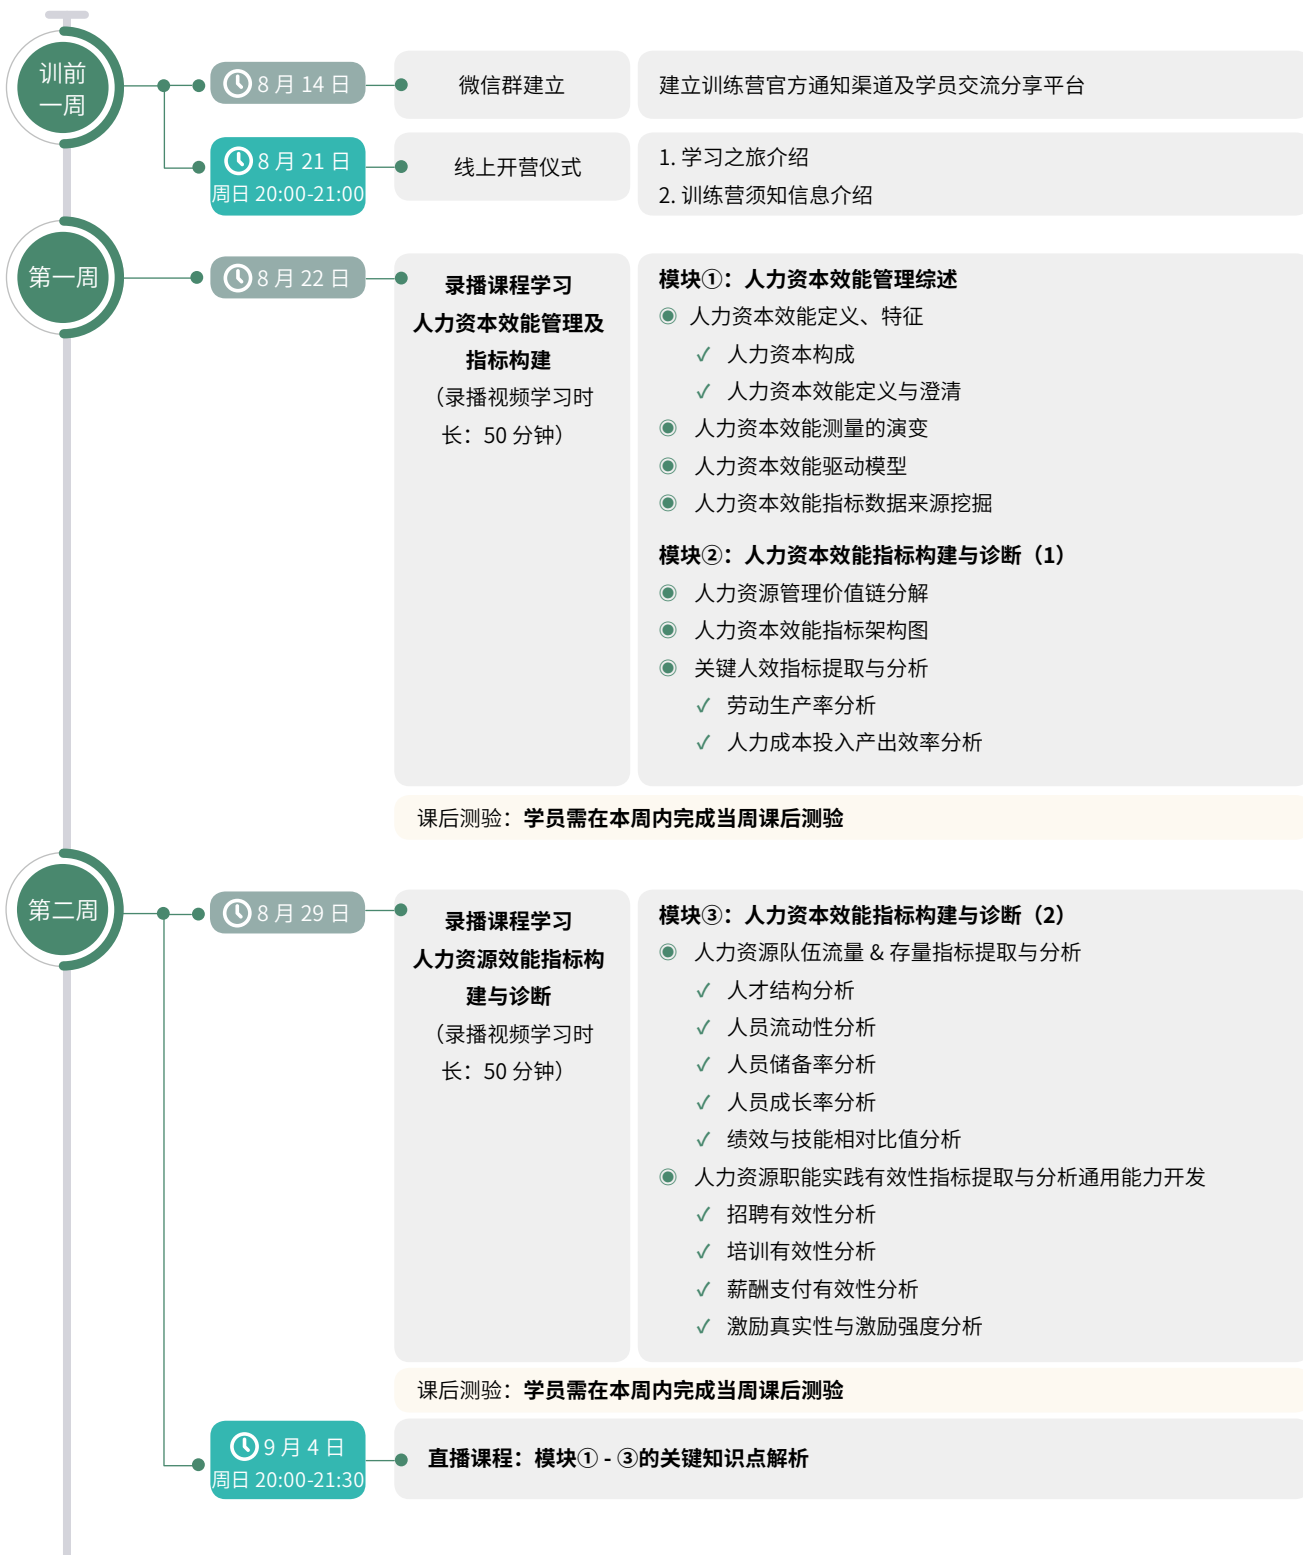 训前
一周
8 月 14 日
微信群建立
建立训练营官方通知渠道及学员交流分享平台
8 月 21 日
周日 20:00-21:00
线上开营仪式
1. 学习之旅介绍
2. 训练营须知信息介绍
第一周
8 月 22 日
录播课程学习
人力资本效能管理及
指标构建
（录播视频学习时
长：50 分钟）
模块①：人力资本效能管理综述
◉ 人力资本效能定义、特征
✓ 人力资本构成
✓ 人力资本效能定义与澄清
◉ 人力资本效能测量的演变
◉ 人力资本效能驱动模型
◉ 人力资本效能指标数据来源挖掘
模块②：人力资本效能指标构建与诊断（1）
◉ 人力资源管理价值链分解
◉ 人力资本效能指标架构图
◉ 关键人效指标提取与分析
✓ 劳动生产率分析
✓ 人力成本投入产出效率分析
课后测验：学员需在本周内完成当周课后测验
第二周
8 月 29 日
录播课程学习
人力资源效能指标构
建与诊断
（录播视频学习时
长：50 分钟）
模块③：人力资本效能指标构建与诊断（2）
◉ 人力资源队伍流量 & 存量指标提取与分析
✓ 人才结构分析
✓ 人员流动性分析
✓ 人员储备率分析
✓ 人员成长率分析
✓ 绩效与技能相对比值分析
◉ 人力资源职能实践有效性指标提取与分析通用能力开发
✓ 招聘有效性分析
✓ 培训有效性分析
✓ 薪酬支付有效性分析
✓ 激励真实性与激励强度分析
课后测验：学员需在本周内完成当周课后测验
9 月 4 日
周日 20:00-21:30
直播课程：模块① - ③的关键知识点解析